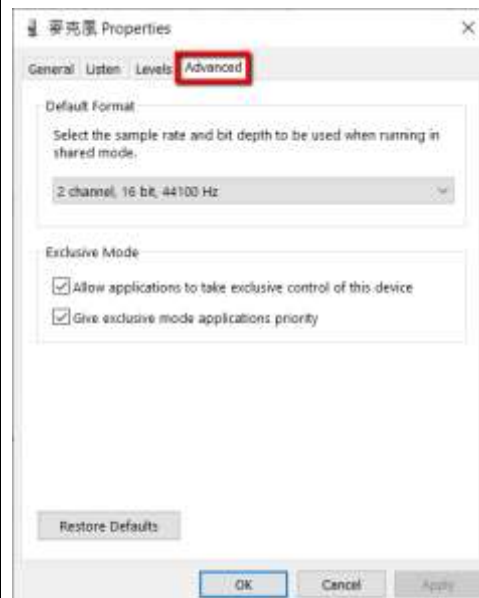 麥克風 Properties
General Listen Levels Advanced
Default Format
Select the sample rate and bit depth to be used when running in
shared mode.
2 channel, 16 bit, 44100 Hz
Exclusive Mode
Allow applications to take exclusive control of this device
Give exclusive mode applications priority
Restore Defaults
OK Cancel Apply